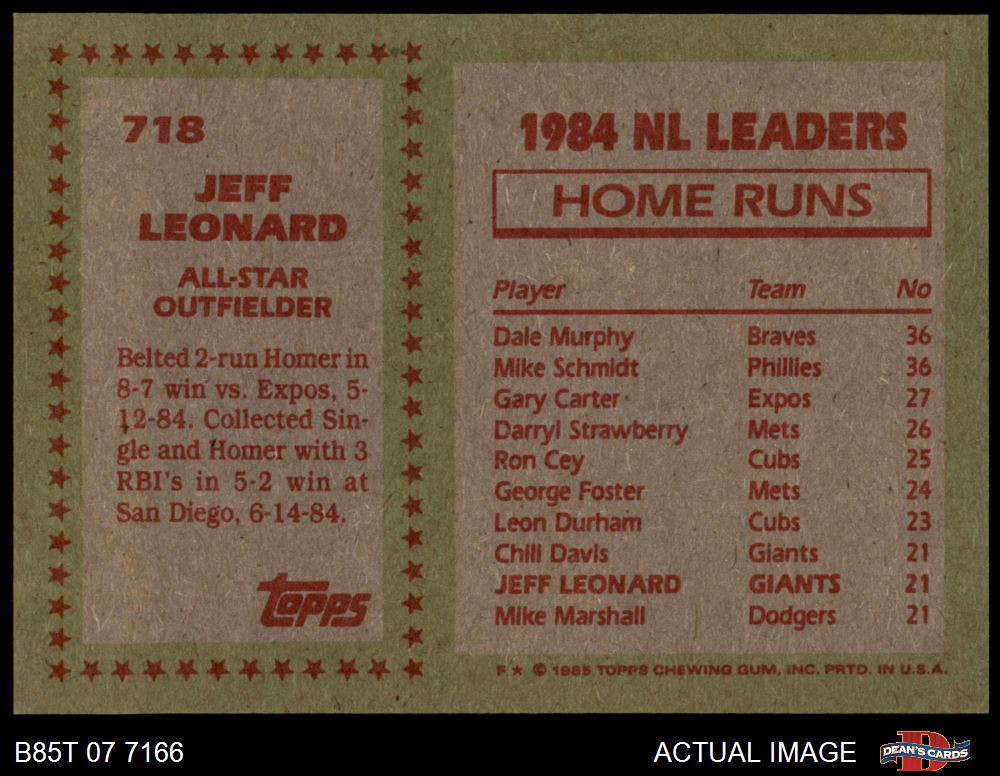 718
JEFF
LEONARD
ALL-STAR
OUTFIELDER
Belted 2-run Homer in
8-7 win vs. Expos, 5-
12-84. Collected Sin-
gle and Homer with 3
RBI's in 5-2 win at
San Diego, 6-14-84.
topps
1984 NL LEADERS
HOME RUNS
Player Team No
Dale Murphy Braves 36
Mike Schmidt Phillies 36
Gary Carter Expos 27
Darryl Strawberry Mets 26
Ron Cey Cubs 25
George Foster Mets 24
Leon Durham Cubs 23
Chili Davis Giants 21
JEFF LEONARD GIANTS 21
Mike Marshall Dodgers 21
F★ © 1985 TOPPS CHEWING GUM, INC. PRTD. IN U.S.A.
B85T 07 7166
ACTUAL IMAGE
D
DEAN'S CARDS